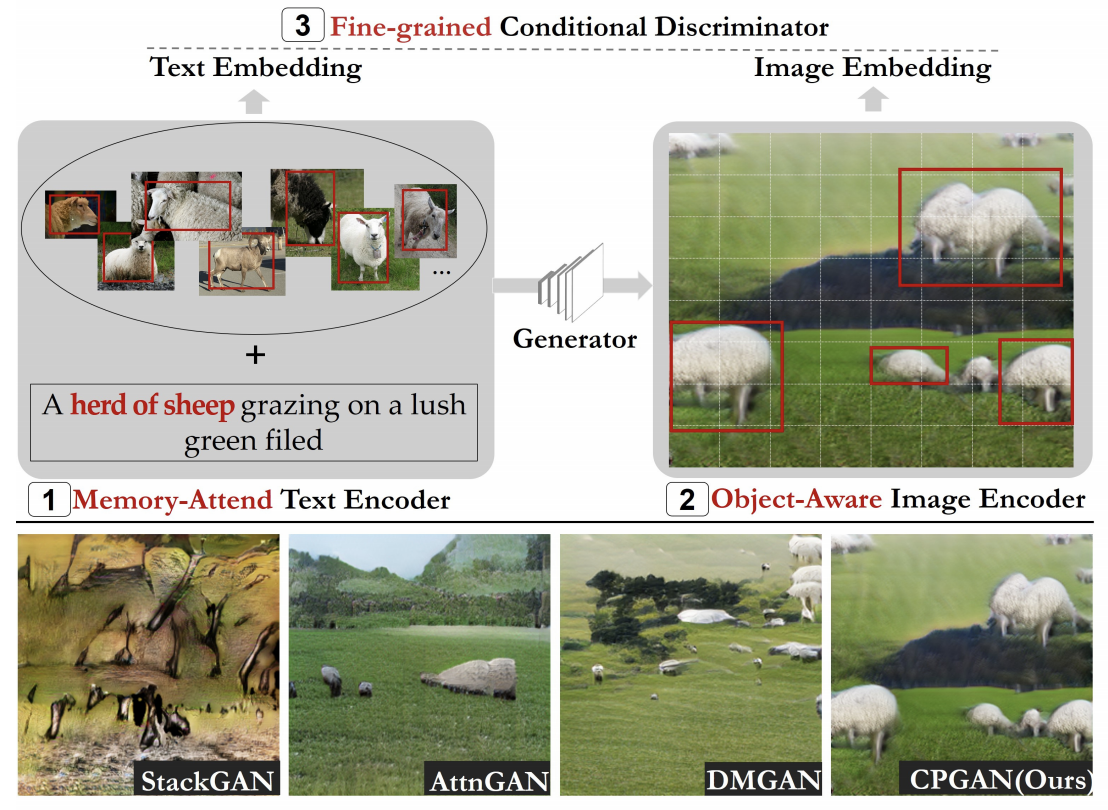 3 Fine-grained Conditional Discriminator
Text Embedding
Image Embedding
...
+
A herd of sheep grazing on a lush
green filed
Generator
1 Memory-Attend Text Encoder
2 Object-Aware Image Encoder
StackGAN
AttnGAN
DMGAN
CPGAN(Ours)